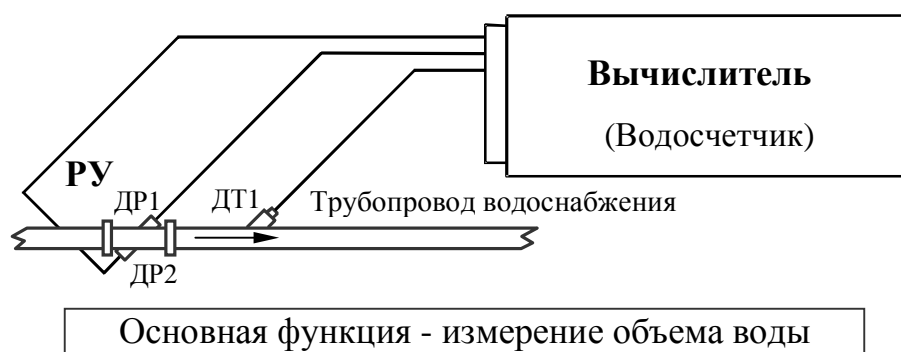 Вычислитель
(Водосчетчик)
РУ
ДР1
ДТ1
Трубопровод водоснабжения
ДР2
Основная функция - измерение объема воды